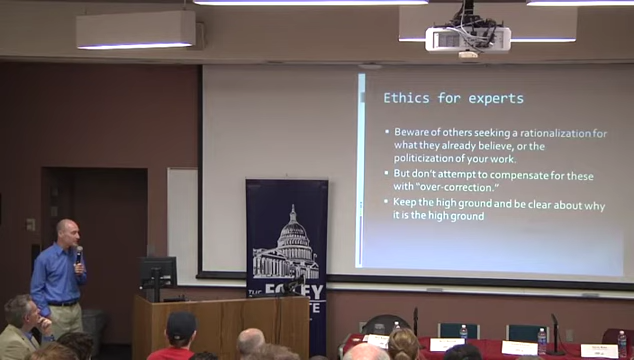 Ethics for experts
Beware of others seeking a rationalization for
what they already believe, or the
politicization of your work.
But don't attempt to compensate for these
with "over-correction."
Keep the high ground and be clear about why
it is the high ground
THE